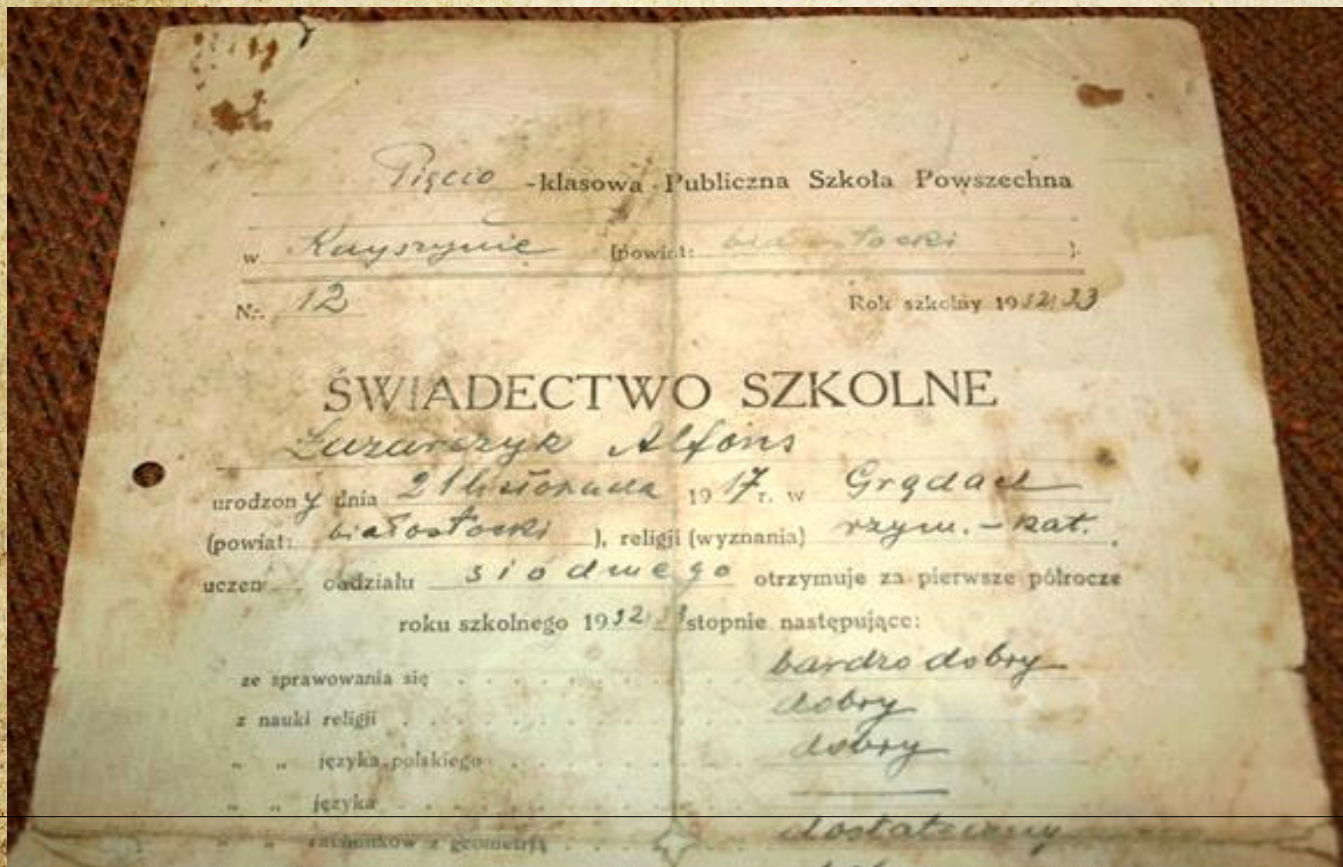 Pięcio -klasowa Publiczna Szkoła Powszechna
w Knyszynie (powiat: białostocki ).
Nr. 12 Rok szkolny 1932/33
ŚWIADECTWO SZKOLNE
Łazarczyk Alfons
urodzony dnia 21 listopada 1917 r. w Grądach
(powiat: białostocki ), religji (wyznania) rzym. - kat. ,
uczeń oddziału siódmego otrzymuje za pierwsze półrocze
roku szkolnego 1932/33 stopnie następujące:
ze sprawowania się . . . . . . . . . bardzo dobry
z nauki religji . . . . . . . . . . dobry
„ „ języka polskiego . . . . . . . dobry
„ „ języka . . . . . . . . . . ——
„ „ rachunków z geometrją . . . . . dostateczny